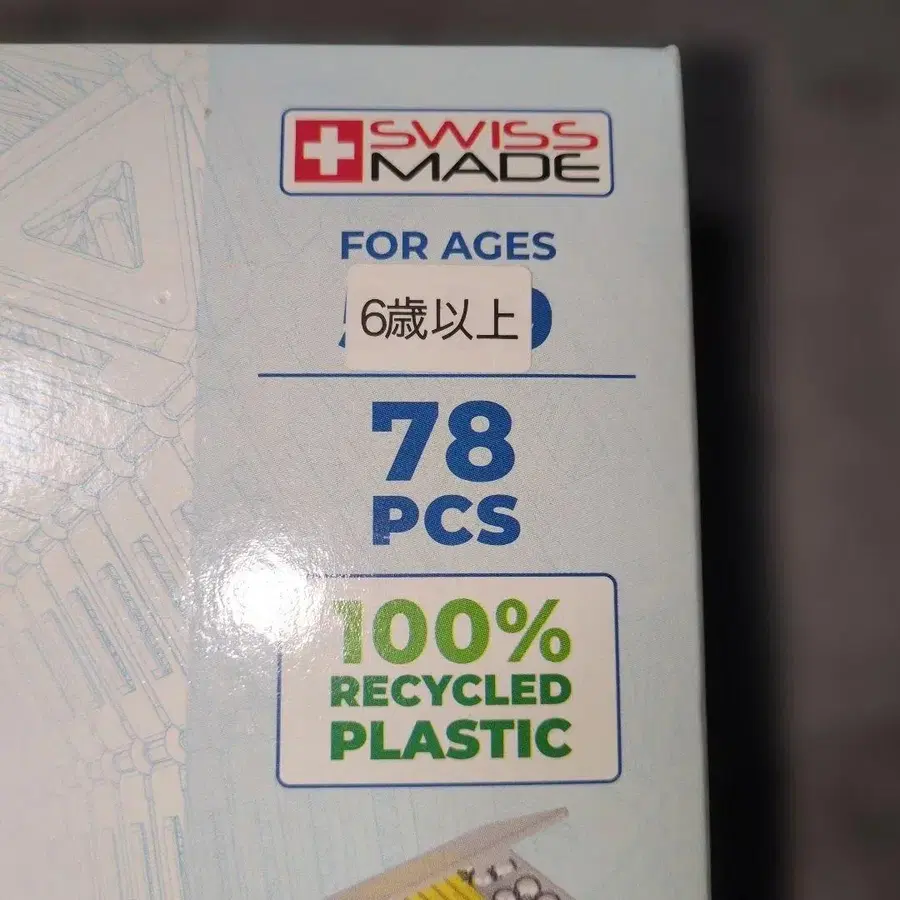 SWISS
MADE
FOR AGES
6歳以上
78
PCS
100%
RECYCLED
PLASTIC